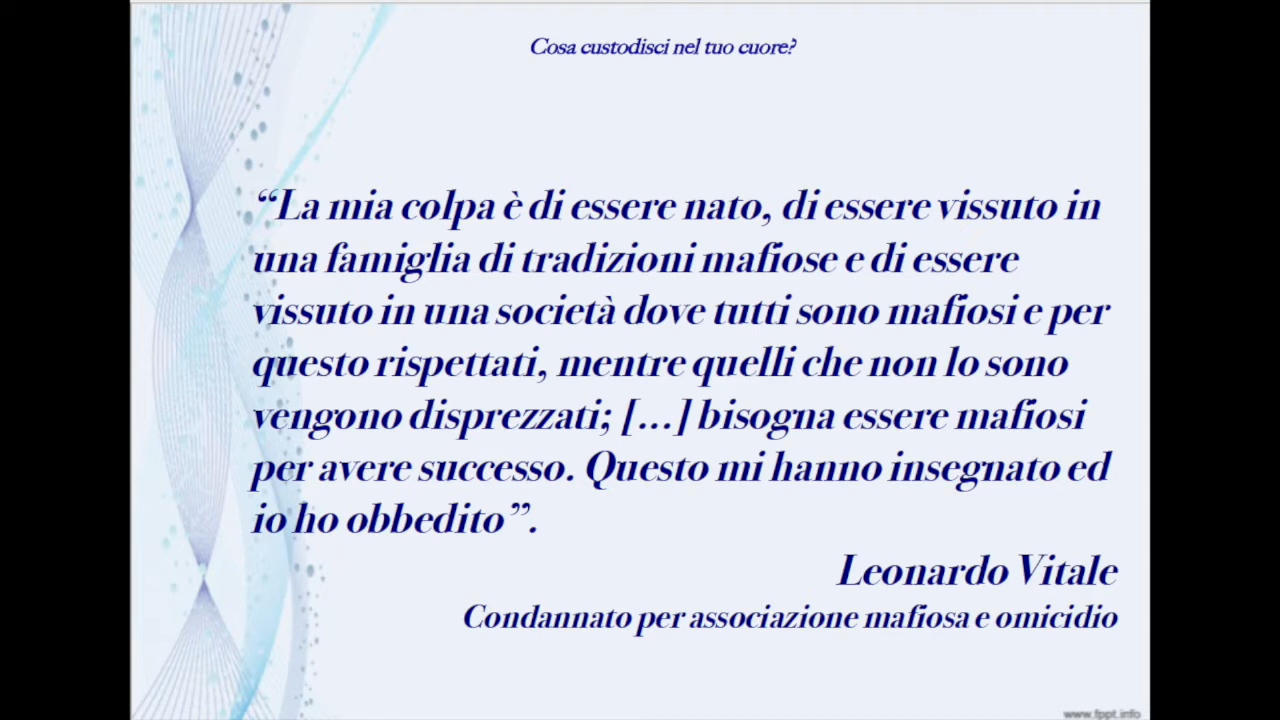 Cosa custodisci nel tuo cuore?
“La mia colpa è di essere nato, di essere vissuto in
una famiglia di tradizioni mafiose e di essere
vissuto in una società dove tutti sono mafiosi e per
questo rispettati, mentre quelli che non lo sono
vengono disprezzati; [...] bisogna essere mafiosi
per avere successo. Questo mi hanno insegnato ed
io ho obbedito”.
Leonardo Vitale
Condannato per associazione mafiosa e omicidio
www.fppt.info